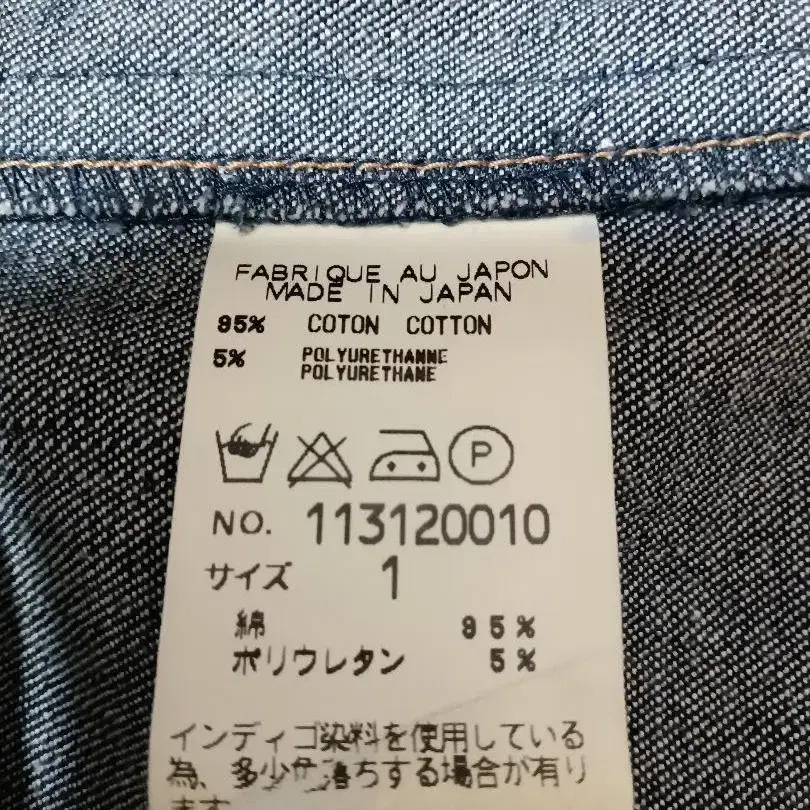 FABRIQUE AU JAPON
MADE IN JAPAN
95% COTON COTTON
5% POLYURETHANNE
POLYURETHANE
P
NO. 113120010
サイズ 1
綿 95%
ポリウレタン 5%
インディゴ染料を使用している
為、多少色落ちする場合が有り
ます